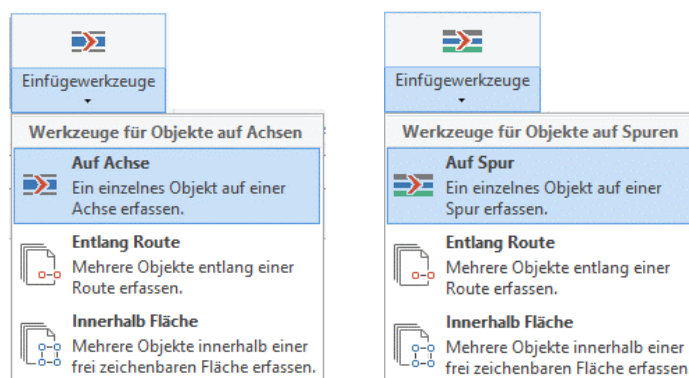 Einfügewerkzeuge
Werkzeuge für Objekte auf Achsen
Auf Achse
Ein einzelnes Objekt auf einer
Achse erfassen.
Entlang Route
Mehrere Objekte entlang einer
Route erfassen.
Innerhalb Fläche
Mehrere Objekte innerhalb einer
frei zeichenbaren Fläche erfassen.
Einfügewerkzeuge
Werkzeuge für Objekte auf Spuren
Auf Spur
Ein einzelnes Objekt auf einer
Spur erfassen.
Entlang Route
Mehrere Objekte entlang einer
Route erfassen.
Innerhalb Fläche
Mehrere Objekte innerhalb einer
frei zeichenbaren Fläche erfassen